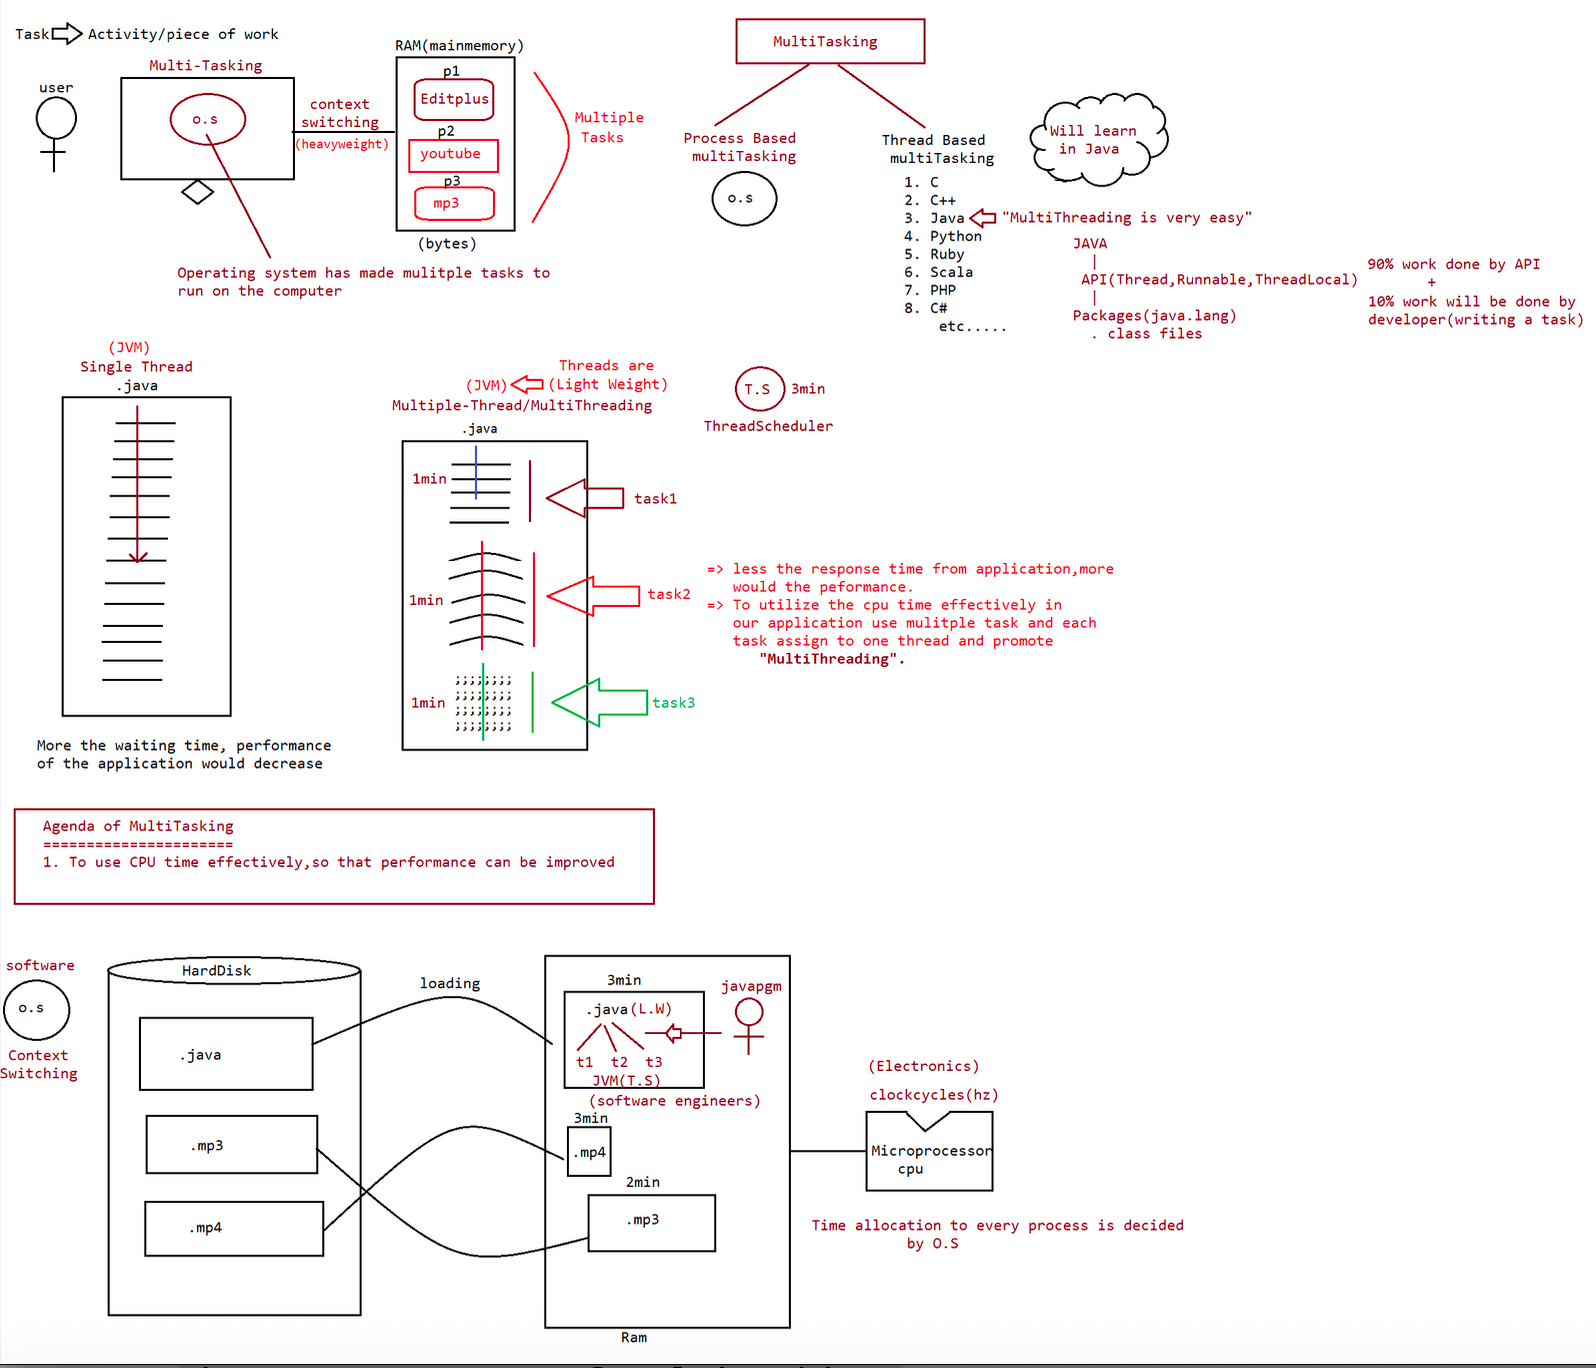 Task Activity/piece of work
Multi-Tasking
user
o.s
context
switching
(heavyweight)
RAM(mainmemory)
p1
Editplus
p2
youtube
p3
mp3
(bytes)
Multiple
Tasks
Operating system has made mulitple tasks to
run on the computer
MultiTasking
Process Based
multiTasking
o.s
Thread Based
multiTasking
1. C
2. C++
3. Java
4. Python
5. Ruby
6. Scala
7. PHP
8. C#
etc.....
Will learn
in Java
"MultiThreading is very easy"
JAVA
API(Thread,Runnable,ThreadLocal)
Packages(java.lang)
. class files
90% work done by API
+
10% work will be done by
developer(writing a task)
(JVM)
Single Thread
.java
More the waiting time, performance
of the application would decrease
Threads are
(JVM) (Light Weight)
Multiple-Thread/MultiThreading
.java
1min
task1
1min
task2
1min
;;;;;;;;
;;;;;;;;
;;;;;;;;
;;;;;;;;
task3
T.S 3min
ThreadScheduler
=> less the response time from application,more
would the peformance.
=> To utilize the cpu time effectively in
our application use mulitple task and each
task assign to one thread and promote
"MultiThreading".
Agenda of MultiTasking
======================
1. To use CPU time effectively,so that performance can be improved
software
o.s
Context
Switching
HardDisk
.java
.mp3
.mp4
loading
3min
.java(L.W)
t1 t2 t3
JVM(T.S)
(software engineers)
javapgm
3min
.mp4
2min
.mp3
Ram
(Electronics)
clockcycles(hz)
Microprocessor
cpu
Time allocation to every process is decided
by O.S